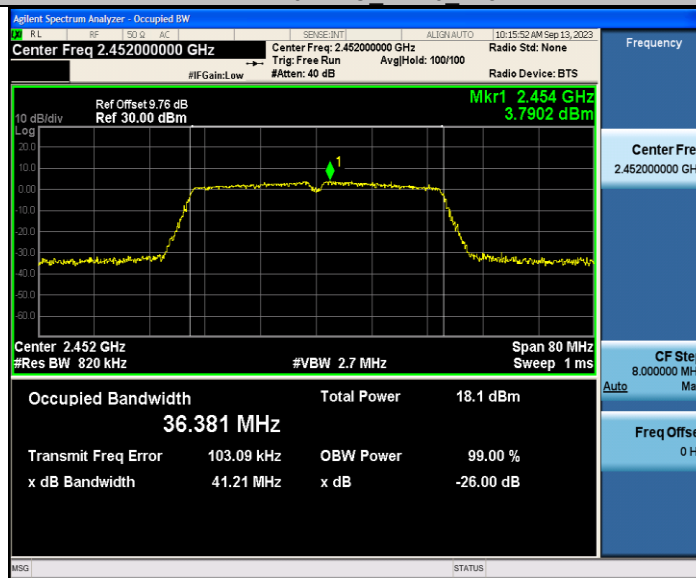 Agilent Spectrum Analyzer - Occupied BW
RL RF 50 Ω AC SENSE:INT ALIGN AUTO 10:15:52 AM Sep 13, 2023
Center Freq 2.452000000 GHz
Center Freq: 2.452000000 GHz
Radio Std: None
Trig: Free Run Avg|Hold: 100/100
#IFGain:Low #Atten: 40 dB Radio Device: BTS
Frequency
Mkr1 2.454 GHz
3.7902 dBm
Ref Offset 9.76 dB
10 dB/div Ref 30.00 dBm
Log
20.0
10.0
0.00
-10.0
-20.0
-30.0
-40.0
-50.0
-60.0
1
Center 2.452 GHz Span 80 MHz
#Res BW 820 kHz #VBW 2.7 MHz Sweep 1 ms
Occupied Bandwidth Total Power 18.1 dBm
36.381 MHz
Transmit Freq Error 103.09 kHz OBW Power 99.00 %
x dB Bandwidth 41.21 MHz x dB -26.00 dB
Center Fre
2.452000000 GH
CF Ste
8.000000 MH
Auto Ma
Freq Offse
0 H
MSG STATUS